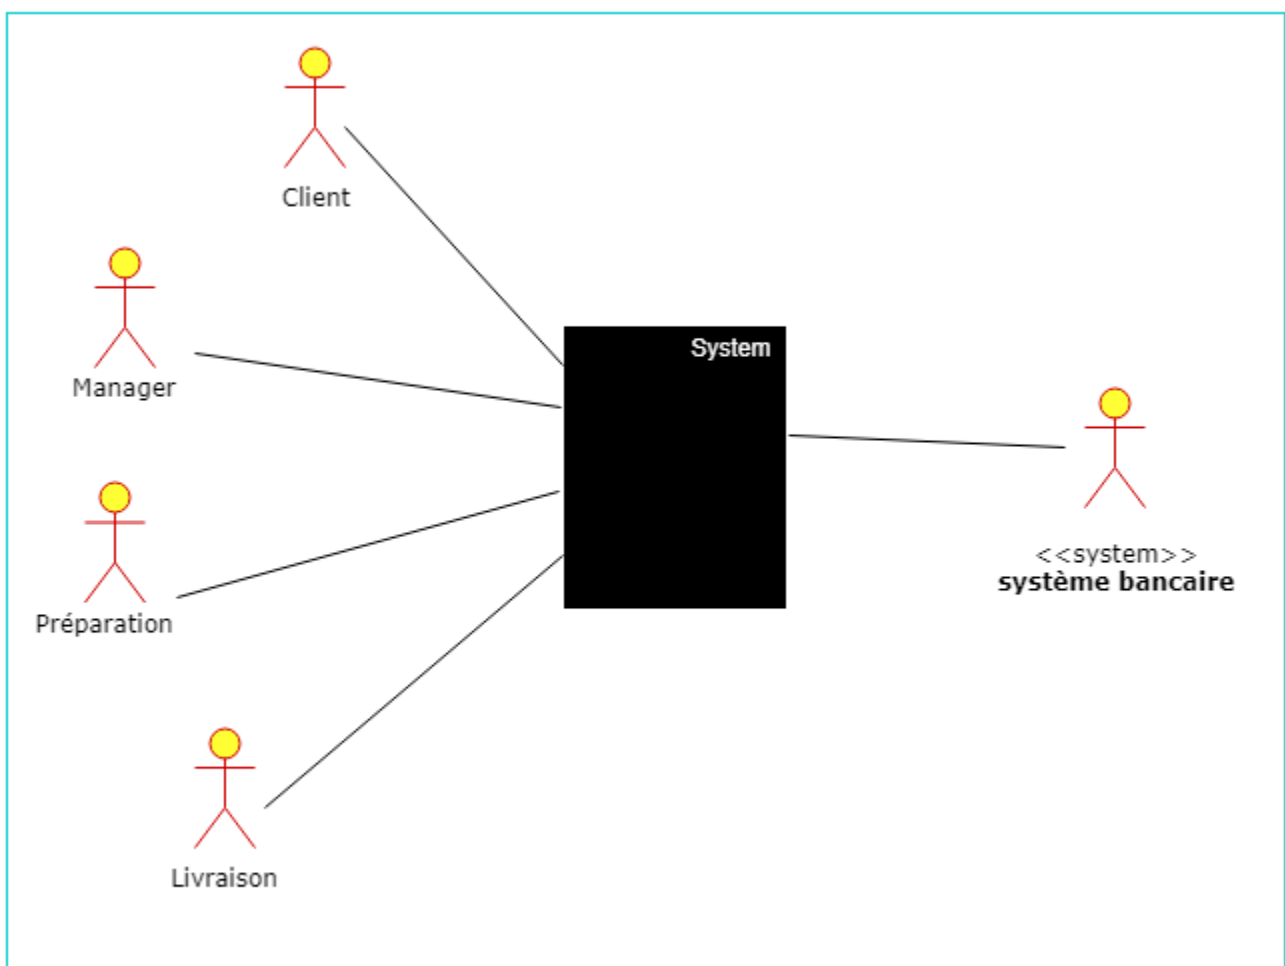 Client
Manager
System
<<system>>
système bancaire
Préparation
Livraison